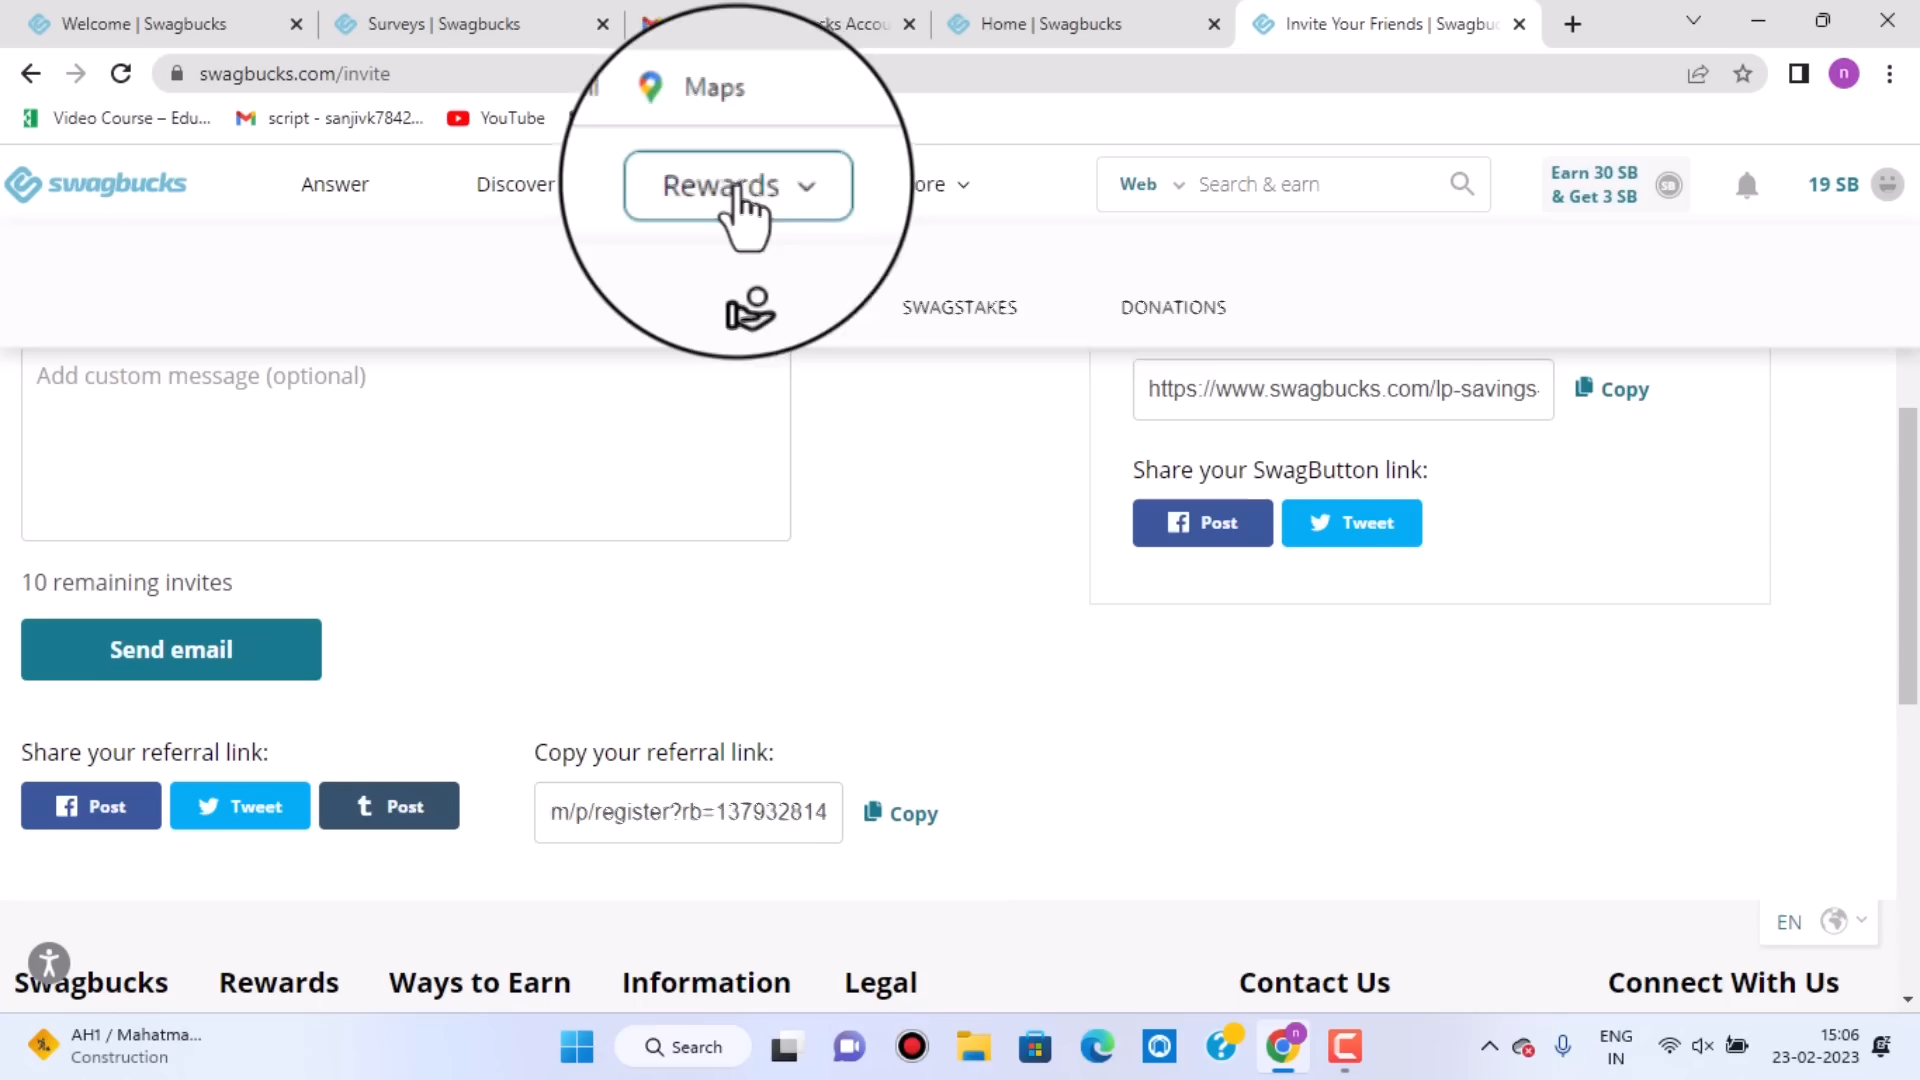 Welcome | Swagbucks
Surveys | Swagbucks
ks Accou
Home | Swagbucks
Invite Your Friends | Swagbuc
swagbucks.com/invite
Video Course – Edu...
script - sanjivk7842...
YouTube
Maps
swagbucks
Answer
Discover
Rewards
ore
Web
Search & earn
Earn 30 SB
& Get 3 SB
SB
19 SB
SWAGSTAKES
DONATIONS
Add custom message (optional)
https://www.swagbucks.com/lp-savings-
Copy
Share your SwagButton link:
Post
Tweet
10 remaining invites
Send email
Share your referral link:
Copy your referral link:
Post
Tweet
Post
m/p/register?rb=137932814
Copy
EN
Swagbucks
Rewards
Ways to Earn
Information
Legal
Contact Us
Connect With Us
AH1 / Mahatma...
Construction
Search
ENG
IN
15:06
23-02-2023